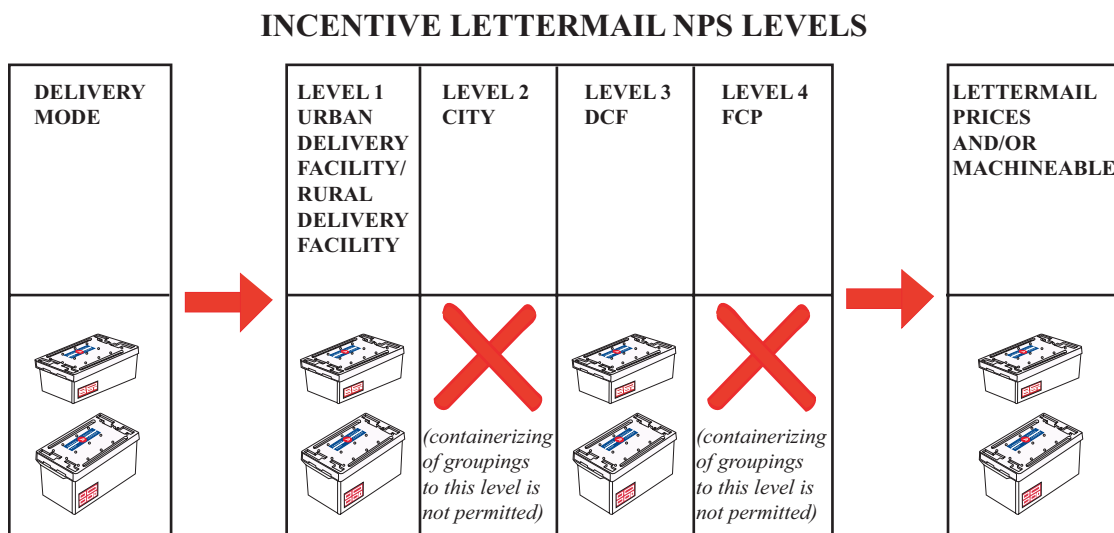 INCENTIVE LETTERMAIL NPS LEVELS
DELIVERY
MODE
LEVEL 1
URBAN
DELIVERY
FACILITY/
RURAL
DELIVERY
FACILITY
LEVEL 2
CITY
LEVEL 3
DCF
LEVEL 4
FCP
LETTERMAIL
PRICES
AND/OR
MACHINEABLE
(containerizing
of groupings
to this level is
not permitted)
(containerizing
of groupings
to this level is
not permitted)